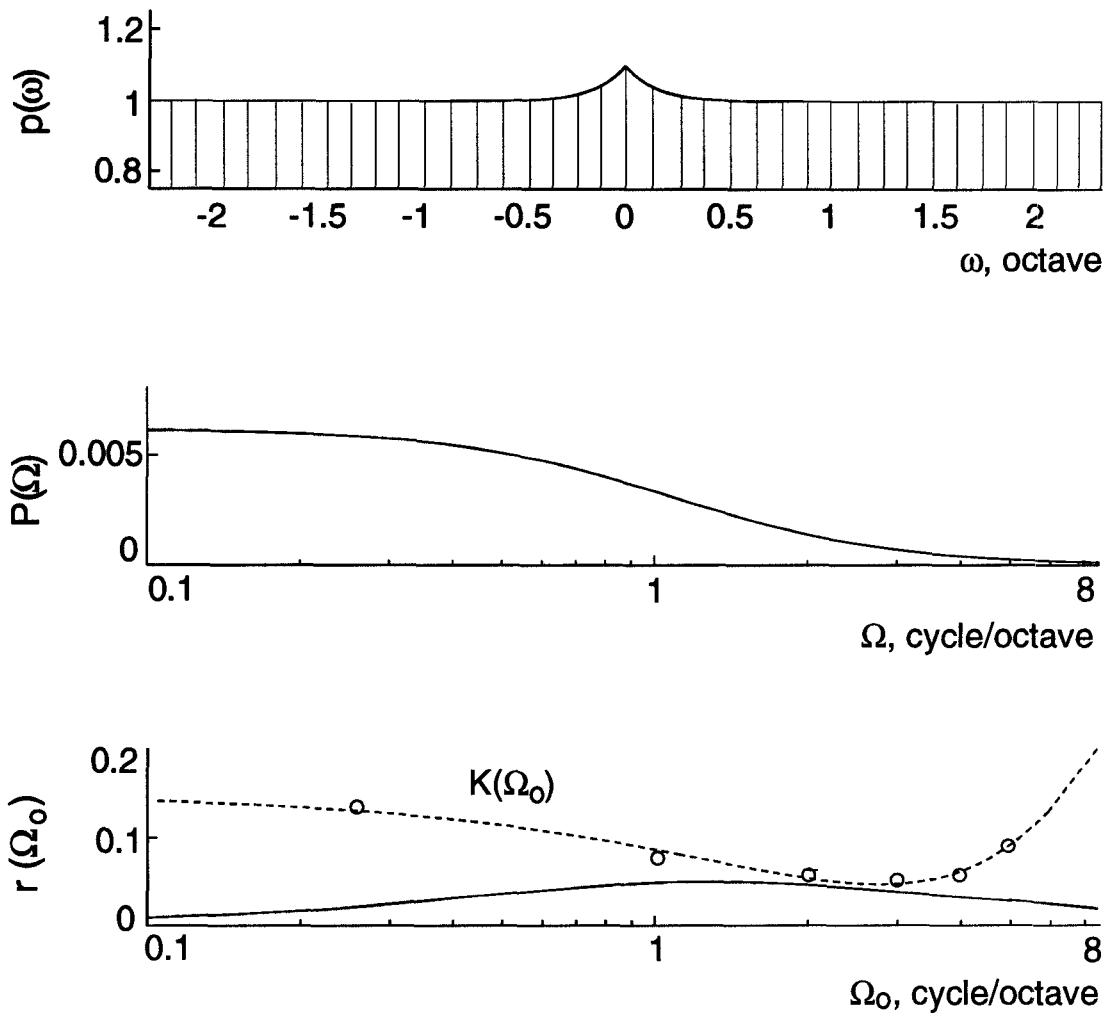 1.2
p(ω)
1
0.8
-2 -1.5 -1 -0.5 0 0.5 1 1.5 2
ω, octave
P(Ω)
0.005
0
0.1 1 8
Ω, cycle/octave
0.2
K(Ω₀)
r (Ω₀)
0.1
0
0.1 1 8
Ω₀, cycle/octave